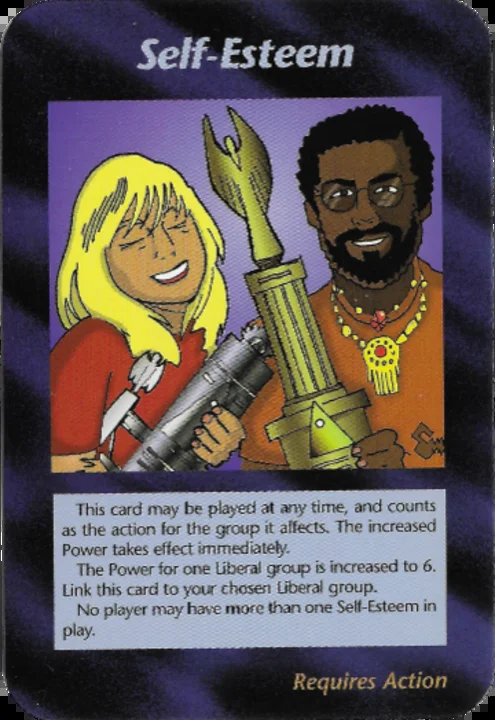 Self-Esteem
This card may be played at any time, and counts
as the action for the group it affects. The increased
Power takes effect immediately.
The Power for one Liberal group is increased to 6.
Link this card to your chosen Liberal group.
No player may have more than one Self-Esteem in
play.
Requires Action